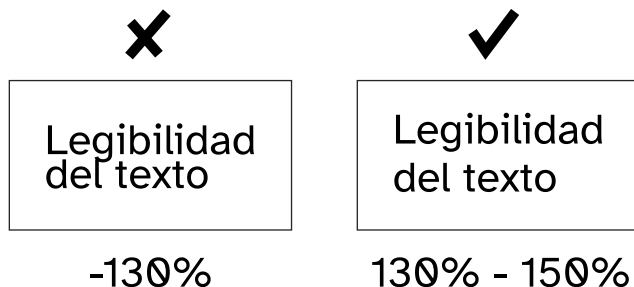 Legibilidad
del texto
-130%
Legibilidad
del texto
130% - 150%